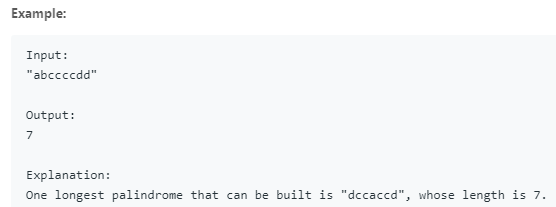 Example:
Input:
"abccccdd"
Output:
7
Explanation:
One longest palindrome that can be built is "dccaccd", whose length is 7.